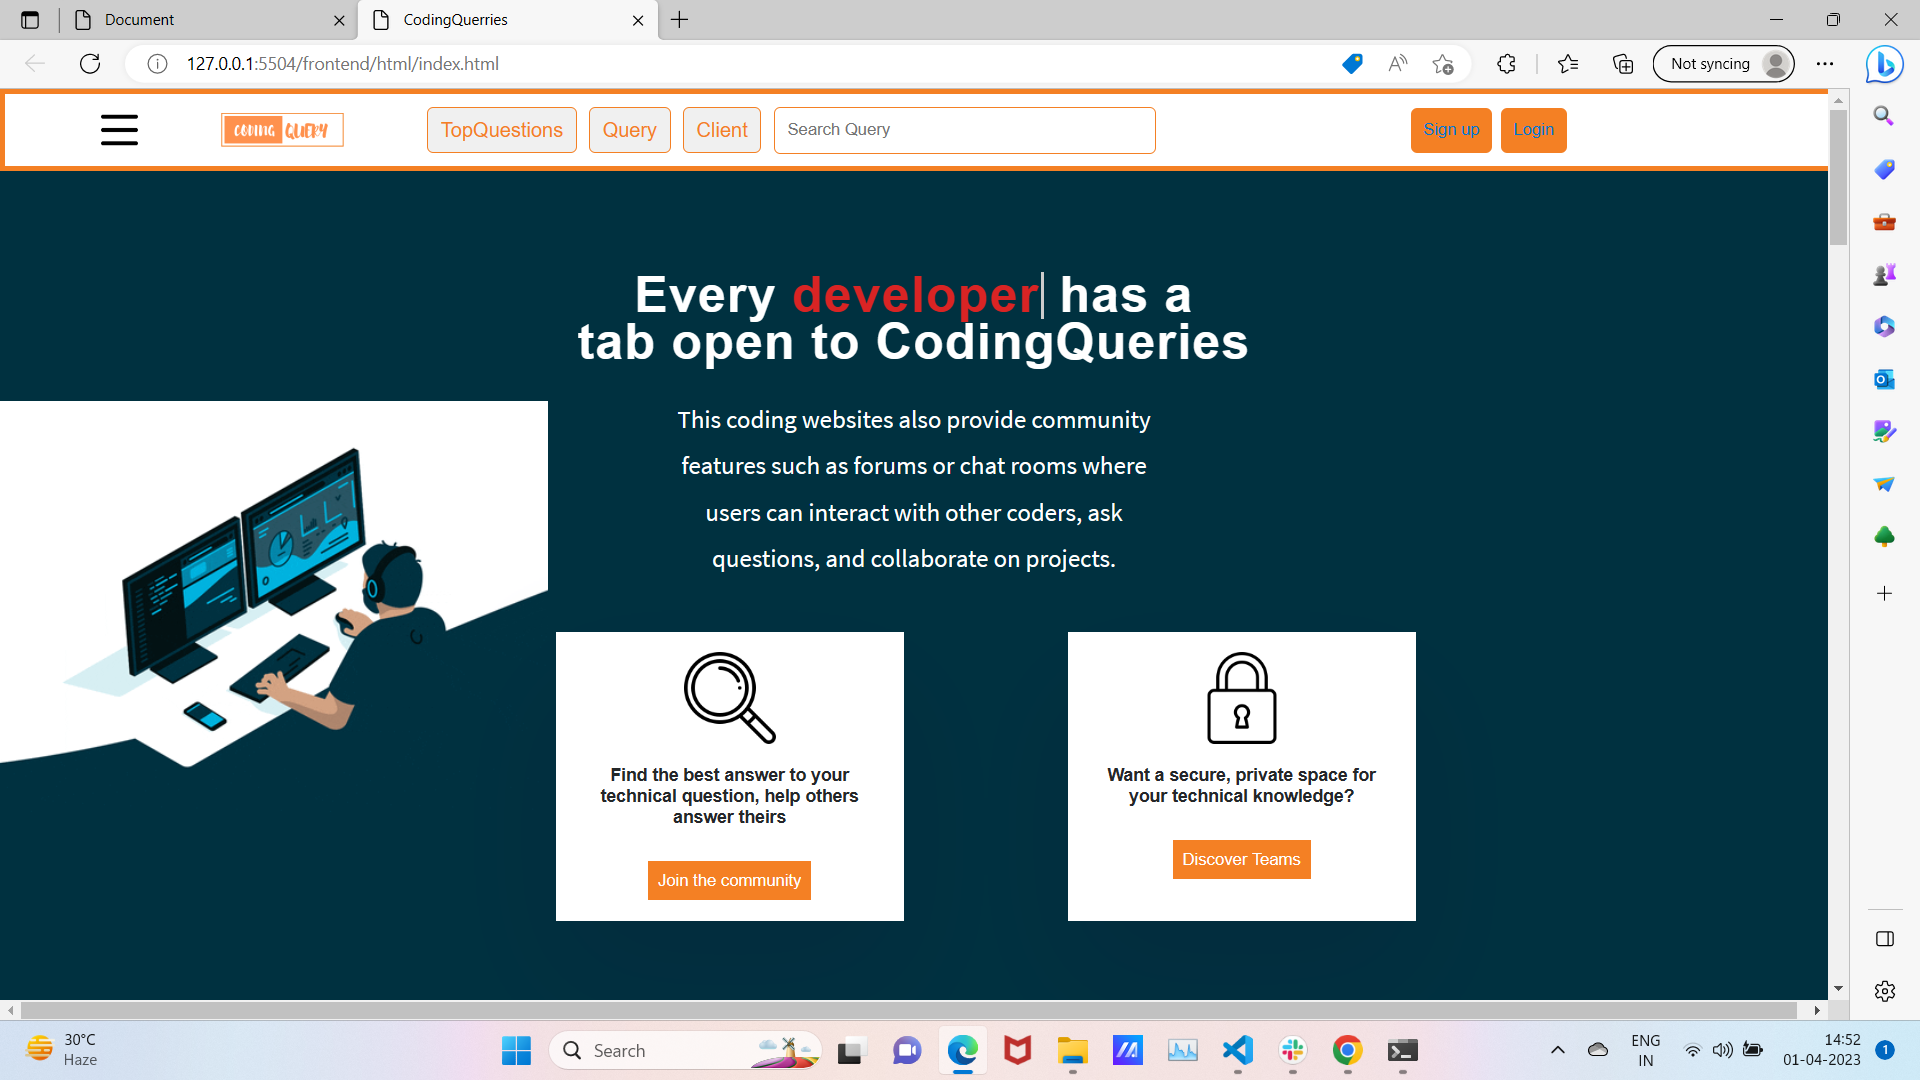 Document
CodingQuerries
127.0.0.1:5504/frontend/html/index.html
Not syncing
CODING QUERY
TopQuestions
Query
Client
Search Query
Sign up
Login
Every developer has a
tab open to CodingQueries
This coding websites also provide community
features such as forums or chat rooms where
users can interact with other coders, ask
questions, and collaborate on projects.
Find the best answer to your
technical question, help others
answer theirs
Join the community
Want a secure, private space for
your technical knowledge?
Discover Teams
30°C
Haze
Search
ENG
IN
14:52
01-04-2023
1